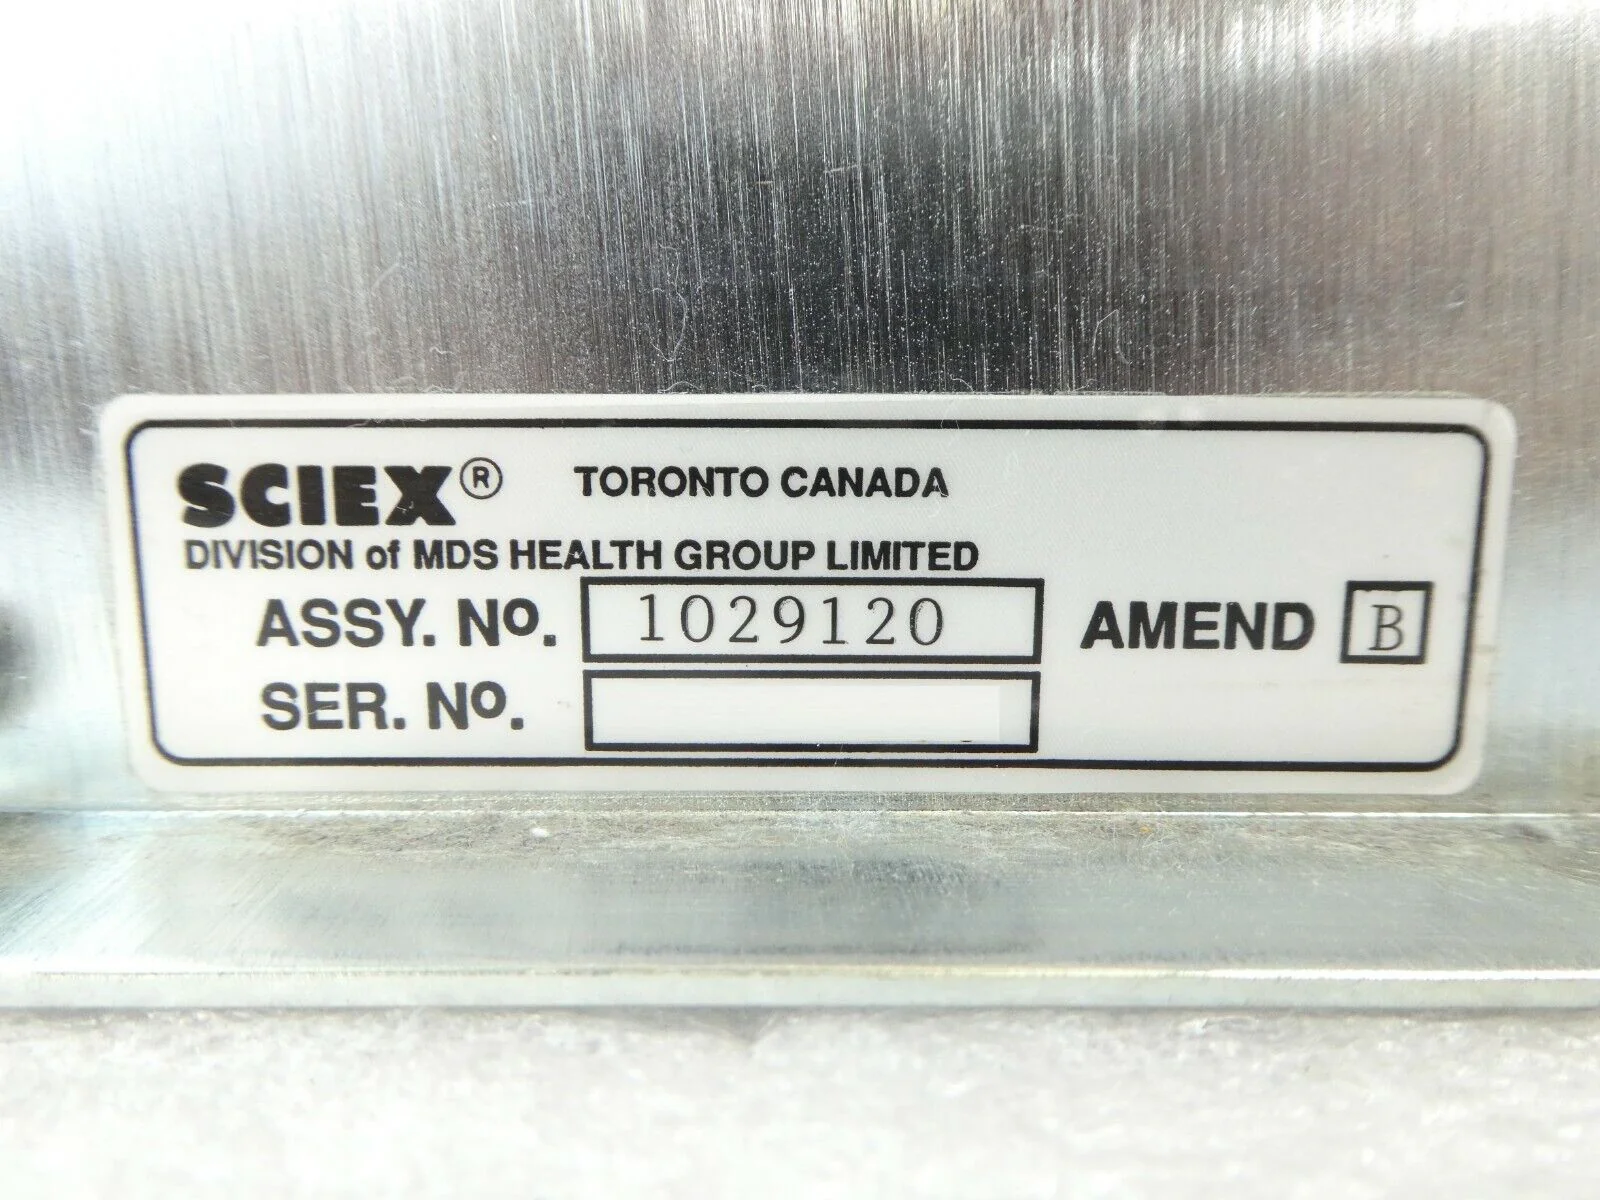 SCIEX® TORONTO CANADA
DIVISION of MDS HEALTH GROUP LIMITED
ASSY. No. 1029120 AMEND B
SER. No.